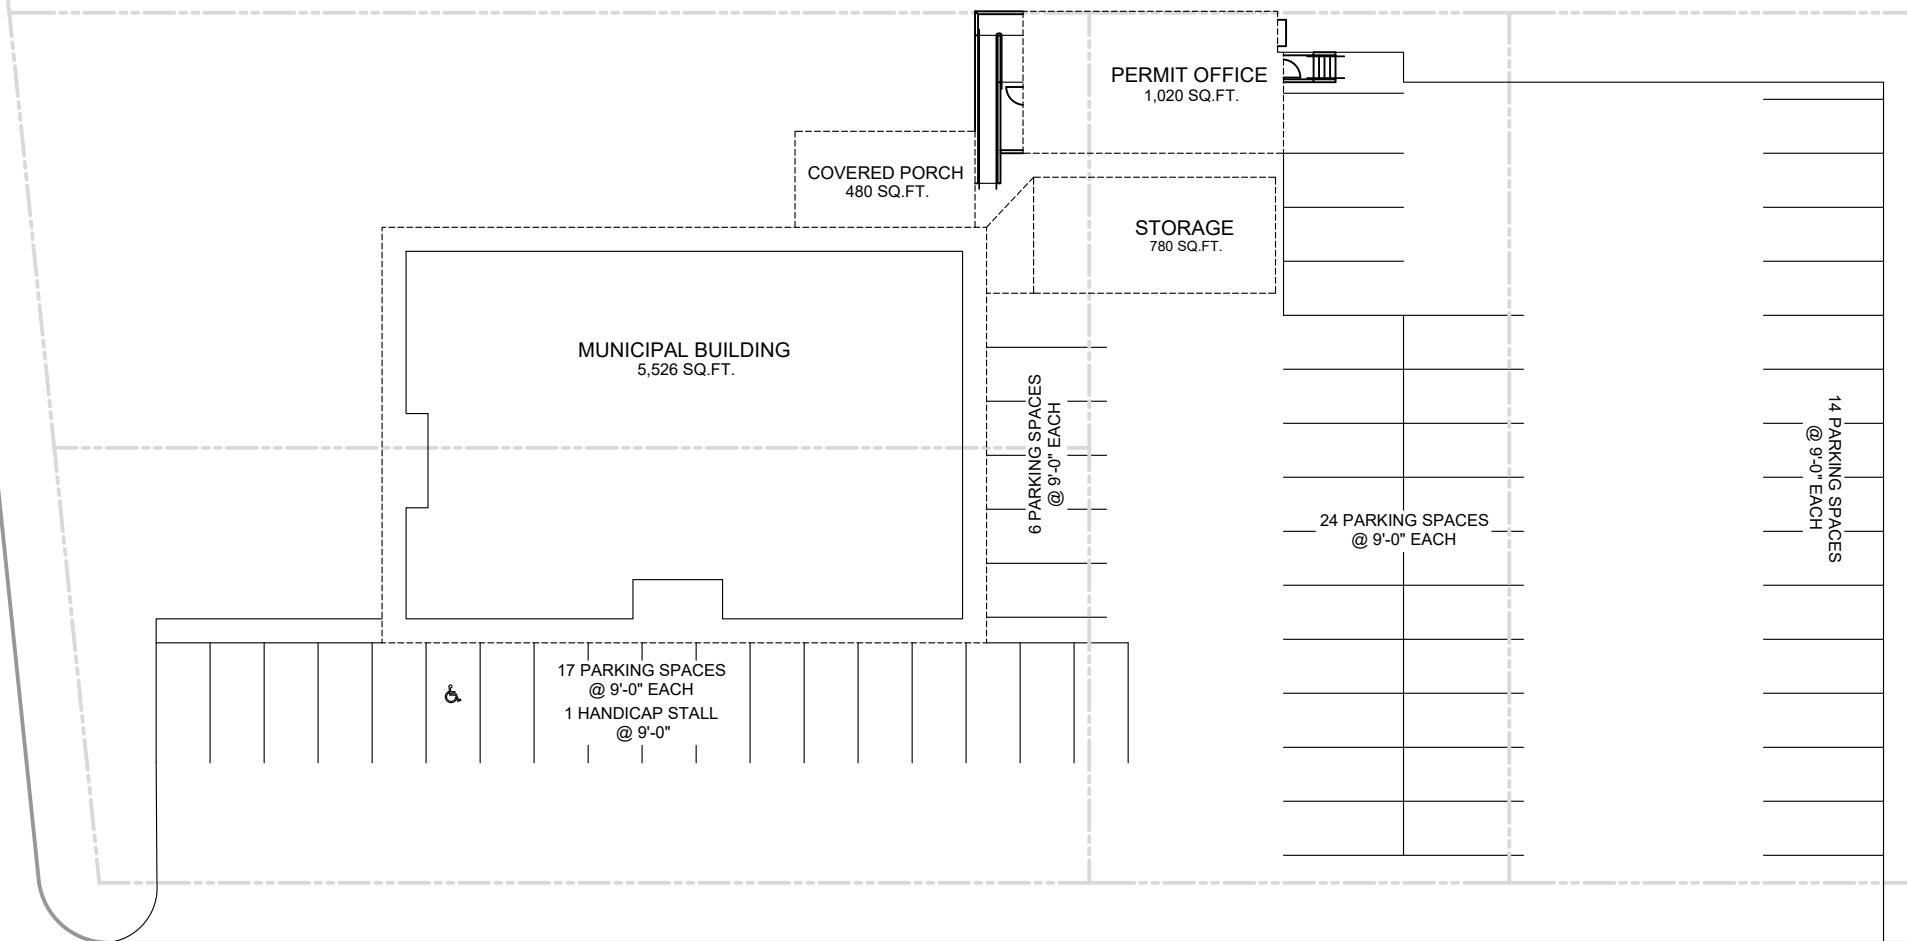 PERMIT OFFICE
1,020 SQ.FT.
COVERED PORCH
480 SQ.FT.
STORAGE
780 SQ.FT.
MUNICIPAL BUILDING
5,526 SQ.FT.
6 PARKING SPACES
@ 9'-0" EACH
14 PARKING SPACES
@ 9'-0" EACH
24 PARKING SPACES
@ 9'-0" EACH
17 PARKING SPACES
@ 9'-0" EACH
1 HANDICAP STALL
@ 9'-0"